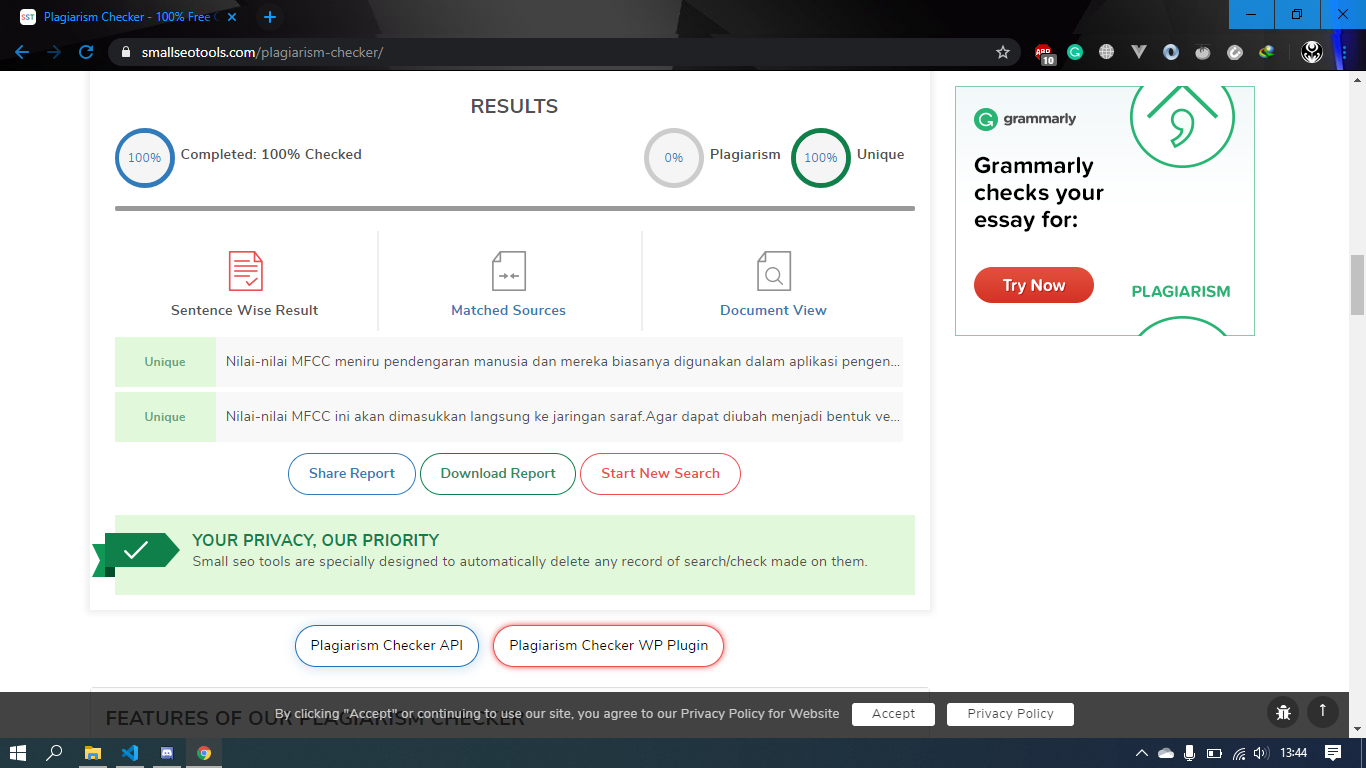 SST
Plagiarism Checker - 100% Free
smallseotools.com/plagiarism-checker/
ABP
10
RESULTS
100%
Completed: 100% Checked
0%
Plagiarism
100%
Unique
Sentence Wise Result
Matched Sources
Document View
Unique
Nilai-nilai MFCC meniru pendengaran manusia dan mereka biasanya digunakan dalam aplikasi pengen...
Unique
Nilai-nilai MFCC ini akan dimasukkan langsung ke jaringan saraf.Agar dapat diubah menjadi bentuk ve...
Share Report
Download Report
Start New Search
YOUR PRIVACY, OUR PRIORITY
Small seo tools are specially designed to automatically delete any record of search/check made on them.
Plagiarism Checker API
Plagiarism Checker WP Plugin
grammarly
Grammarly
checks your
essay for:
Try Now
PLAGIARISM
FEATURES OF OUR PLAGIARISM CHECKER
By clicking "Accept" or continuing to use our site, you agree to our Privacy Policy for Website
Accept
Privacy Policy
13:44